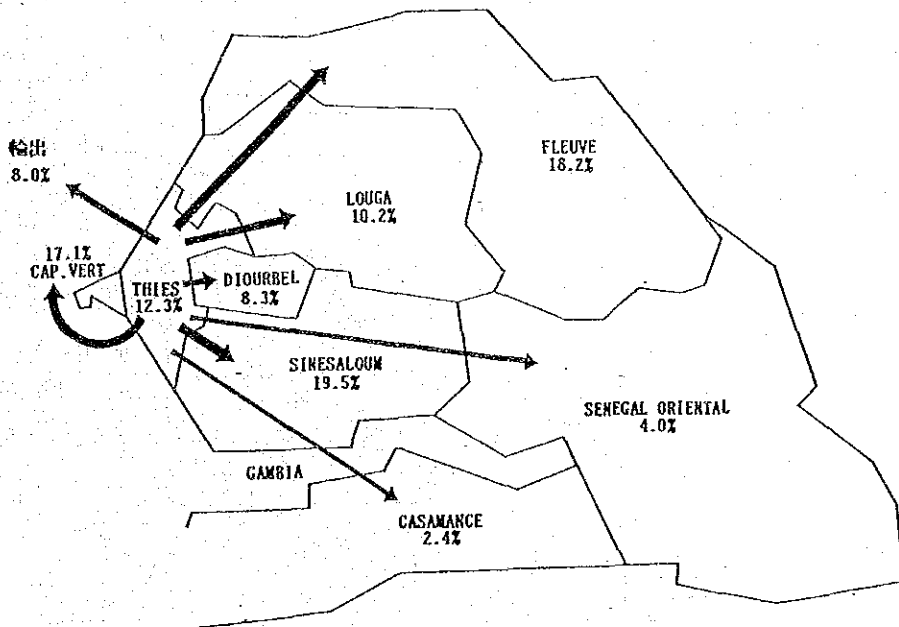 輸出
8.0%
FLEUVE
18.2%
LOUGA
10.2%
17.1%
CAP.VERT
THIES
12.3%
DIOURBEL
8.3%
SINESALOUM
19.5%
SENEGAL ORIENTAL
4.0%
GAMBIA
CASAMANCE
2.4%